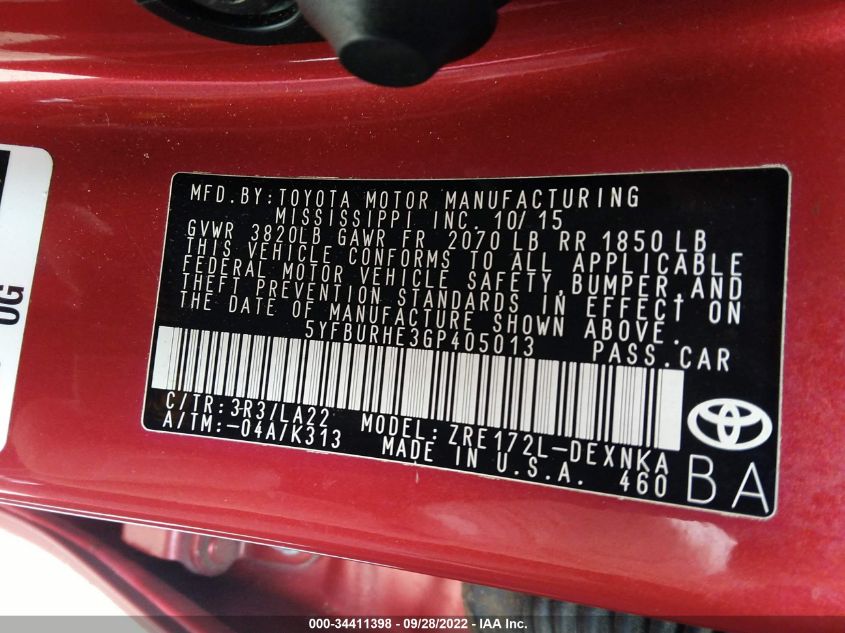 OG
MFD.BY:TOYOTA MOTOR MANUFACTURING
MISSISSIPPI INC. 10/15
GVWR 3820LB GAWR FR 2070 LB RR 1850LB
THIS VEHICLE CONFORMS TO ALL APPLICABLE
FEDERAL MOTOR VEHICLE SAFETY,BUMPER,AND
THEFT PREVENTION STANDARDS IN EFFECT ON
THE DATE OF MANUFACTURE SHOWN ABOVE.
5YFBURHE3GP405013 PASS.CAR
C/TR:3R3/LA22 MODEL:ZRE172L-DEXNKA
A/TM:-04A/K313 MADE IN U.S.A. 460
BA
000-34411398 - 09/28/2022 - IAA Inc.